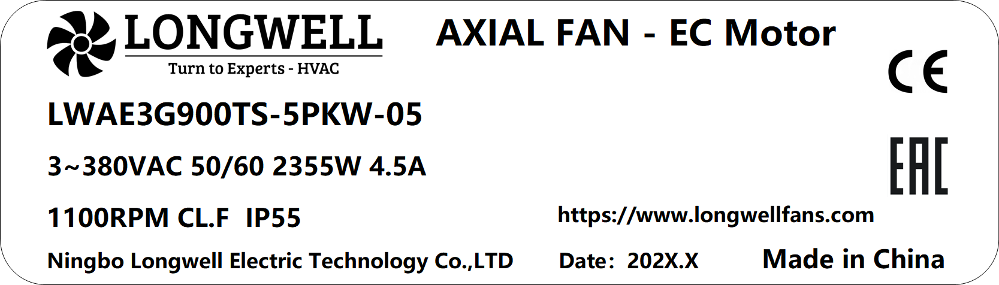 LONGWELL
Turn to Experts - HVAC
AXIAL FAN - EC Motor
CE
LWAE3G900TS-5PKW-05
EAC
3~380VAC 50/60 2355W 4.5A
1100RPM CL.F IP55
https://www.longwellfans.com
Ningbo Longwell Electric Technology Co.,LTD
Date：202X.X
Made in China